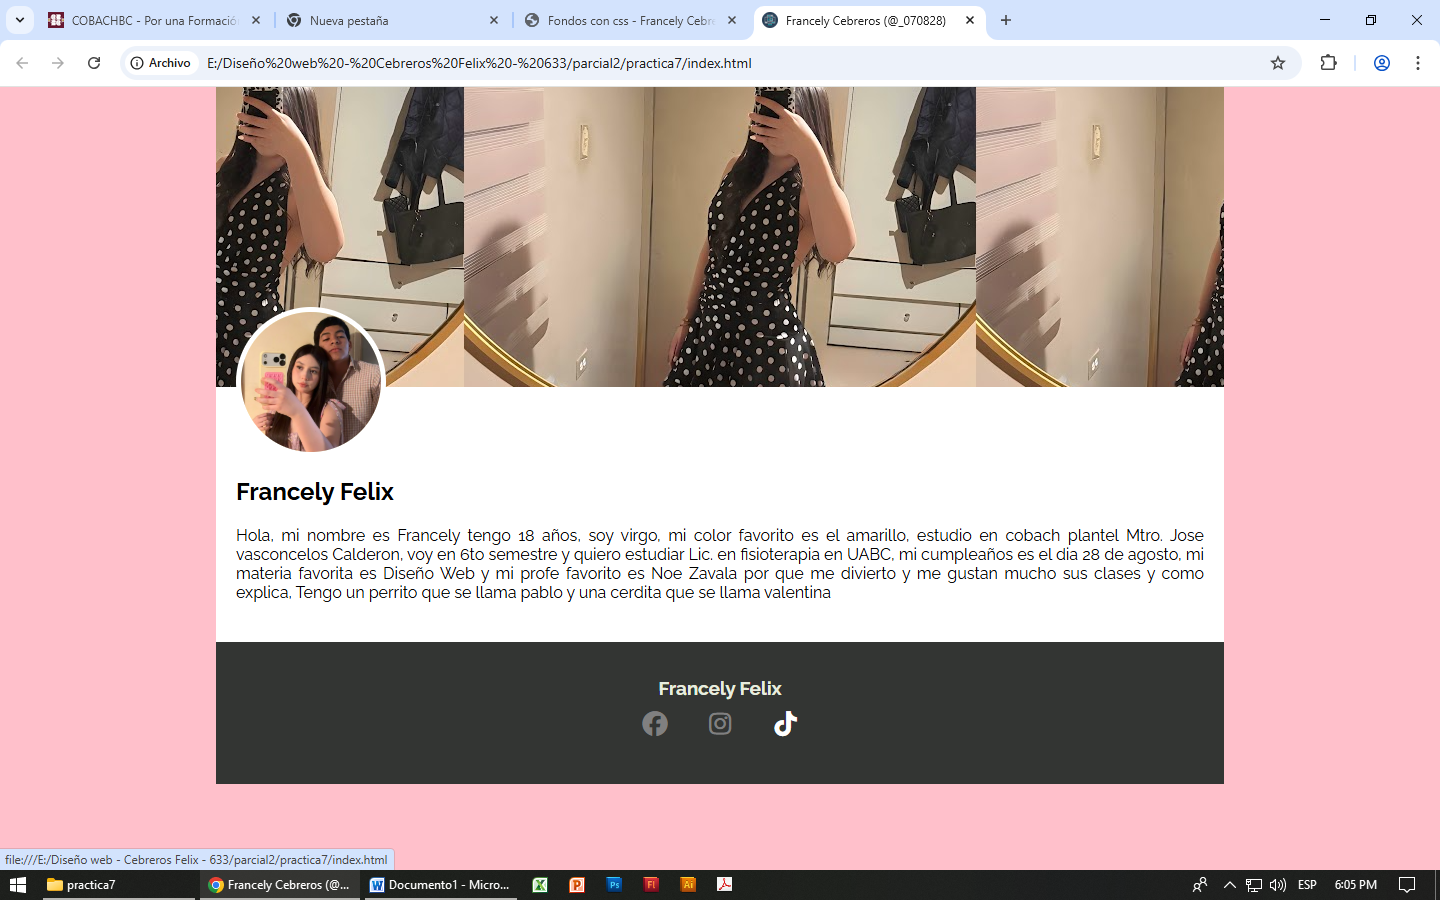 COBACHBC - Por una Formación
Nueva pestaña
Fondos con css - Francely Cebre
Francely Cebreros (@_070828)
Archivo
E:/Diseño%20web%20-%20Cebreros%20Felix%20-%20633/parcial2/practica7/index.html
Francely Felix
Hola, mi nombre es Francely tengo 18 años, soy virgo, mi color favorito es el amarillo, estudio en cobach plantel Mtro. Jose
vasconcelos Calderon, voy en 6to semestre y quiero estudiar Lic. en fisioterapia en UABC, mi cumpleaños es el dia 28 de agosto, mi
materia favorita es Diseño Web y mi profe favorito es Noe Zavala por que me divierto y me gustan mucho sus clases y como
explica, Tengo un perrito que se llama pablo y una cerdita que se llama valentina
Francely Felix
file:///E:/Diseño web - Cebreros Felix - 633/parcial2/practica7/index.html
practica7
Francely Cebreros (@...
Documento1 - Micro...
Ps
Fl
Ai
ESP
6:05 PM